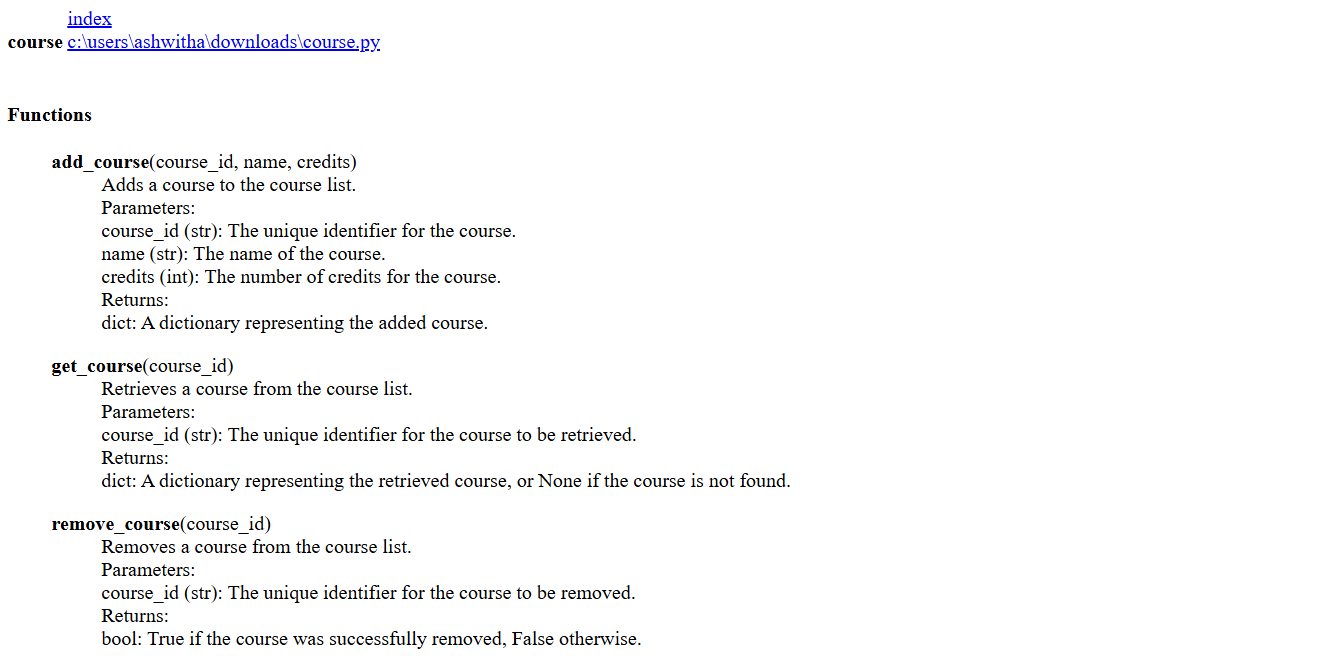 index
course c:\users\ashwitha\downloads\course.py
Functions
add_course(course_id, name, credits)
Adds a course to the course list.
Parameters:
course_id (str): The unique identifier for the course.
name (str): The name of the course.
credits (int): The number of credits for the course.
Returns:
dict: A dictionary representing the added course.
get_course(course_id)
Retrieves a course from the course list.
Parameters:
course_id (str): The unique identifier for the course to be retrieved.
Returns:
dict: A dictionary representing the retrieved course, or None if the course is not found.
remove_course(course_id)
Removes a course from the course list.
Parameters:
course_id (str): The unique identifier for the course to be removed.
Returns:
bool: True if the course was successfully removed, False otherwise.